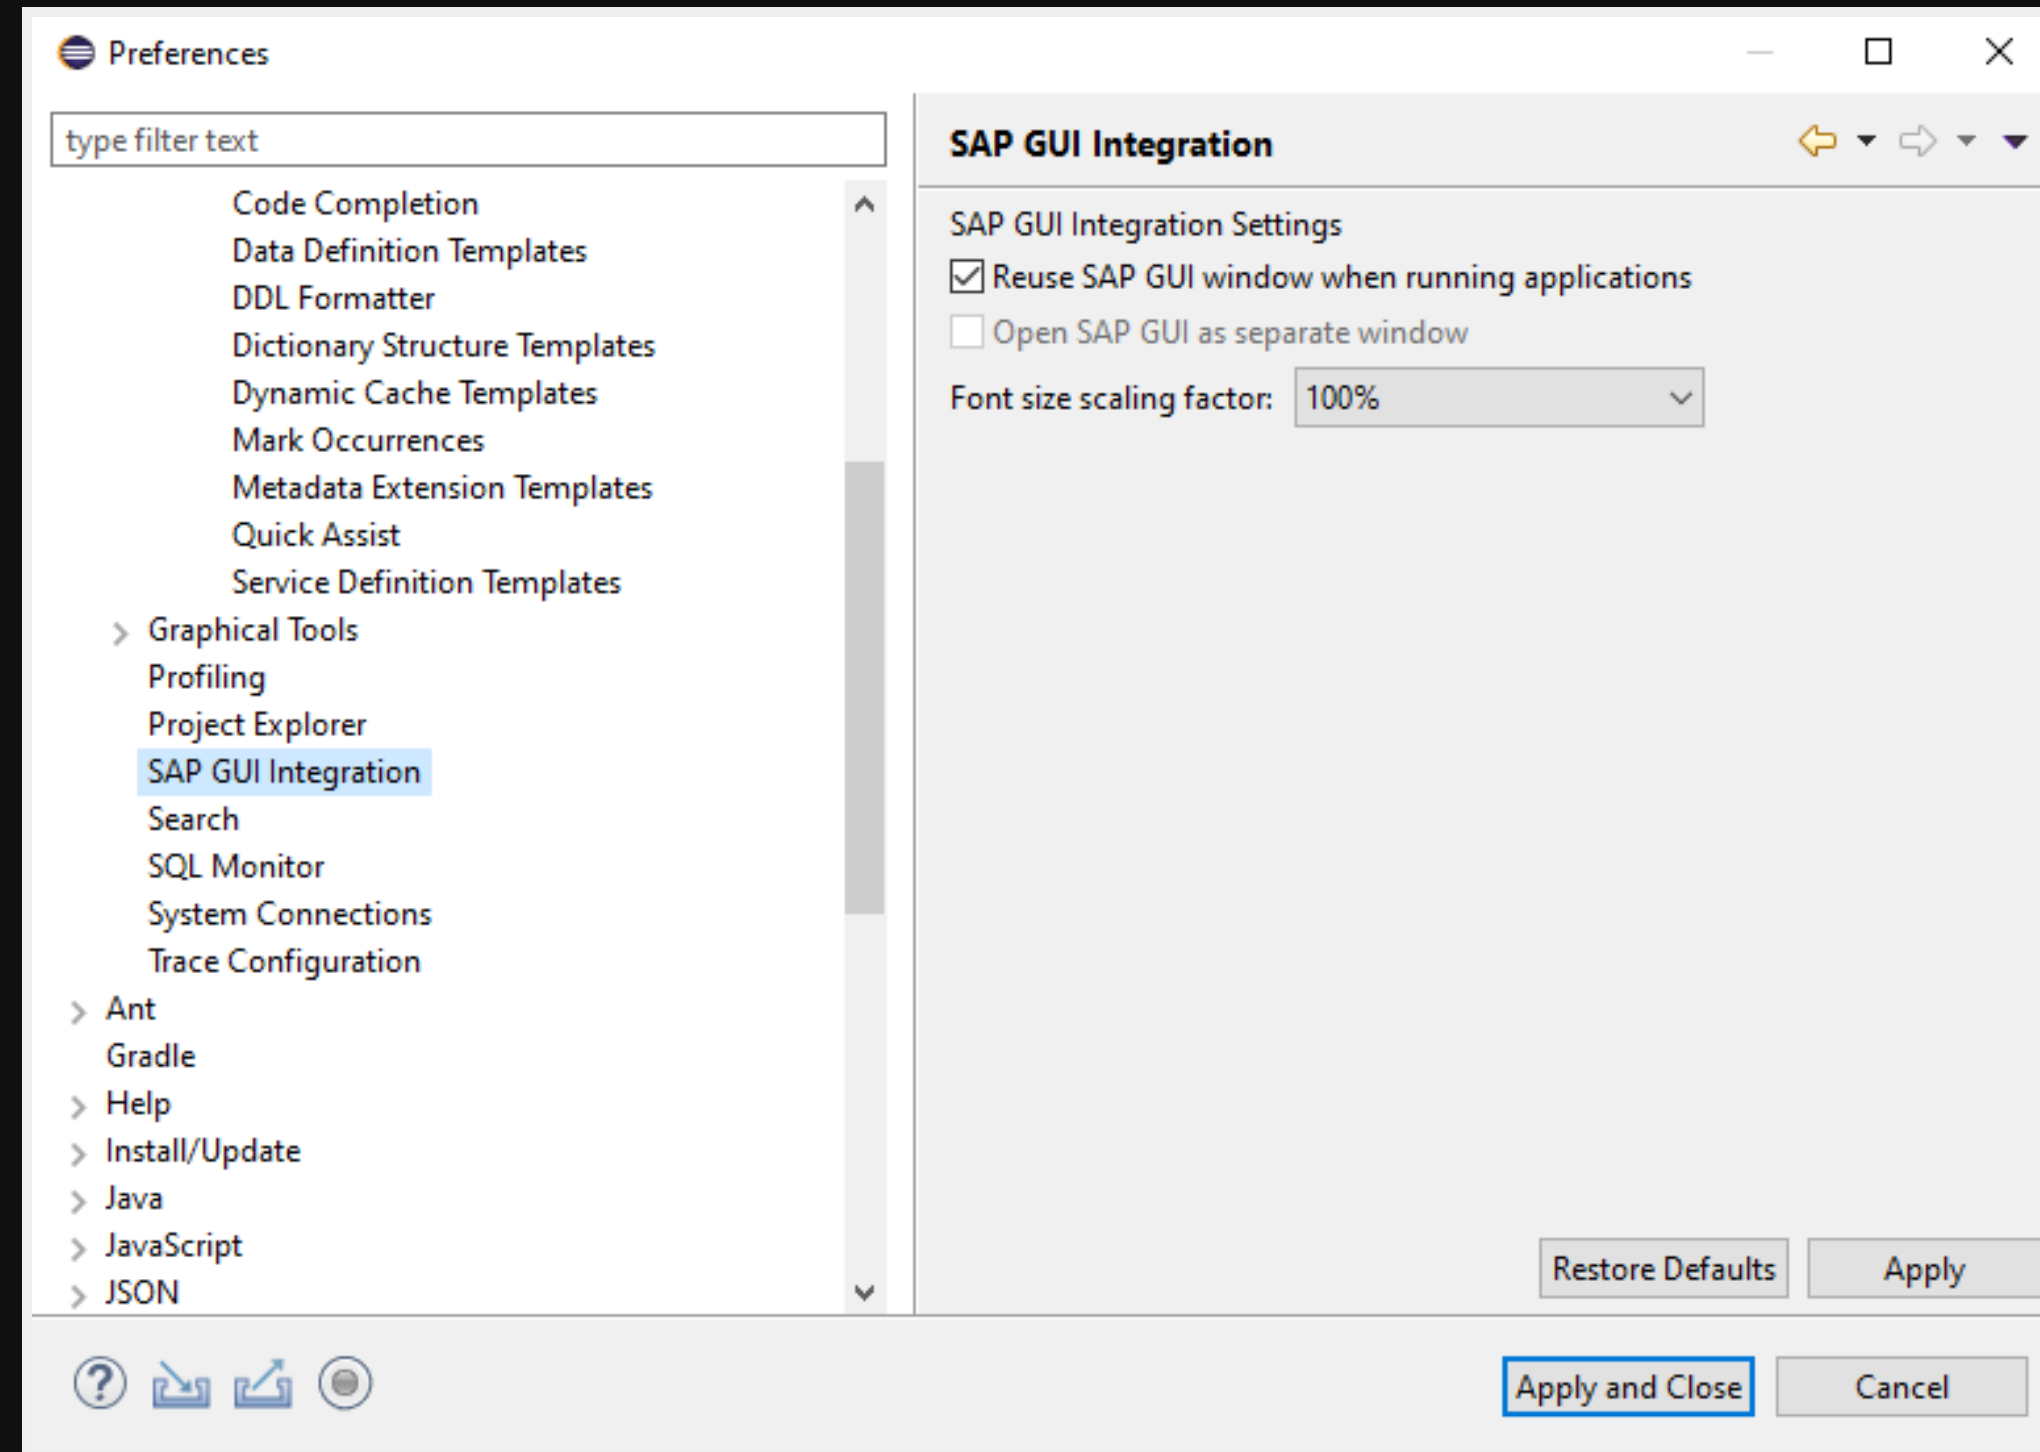 Preferences
type filter text
Code Completion
Data Definition Templates
DDL Formatter
Dictionary Structure Templates
Dynamic Cache Templates
Mark Occurrences
Metadata Extension Templates
Quick Assist
Service Definition Templates
Graphical Tools
Profiling
Project Explorer
SAP GUI Integration
Search
SQL Monitor
System Connections
Trace Configuration
Ant
Gradle
Help
Install/Update
Java
JavaScript
JSON
SAP GUI Integration
SAP GUI Integration Settings
Reuse SAP GUI window when running applications
Open SAP GUI as separate window
Font size scaling factor: 100%
Restore Defaults Apply
Apply and Close Cancel